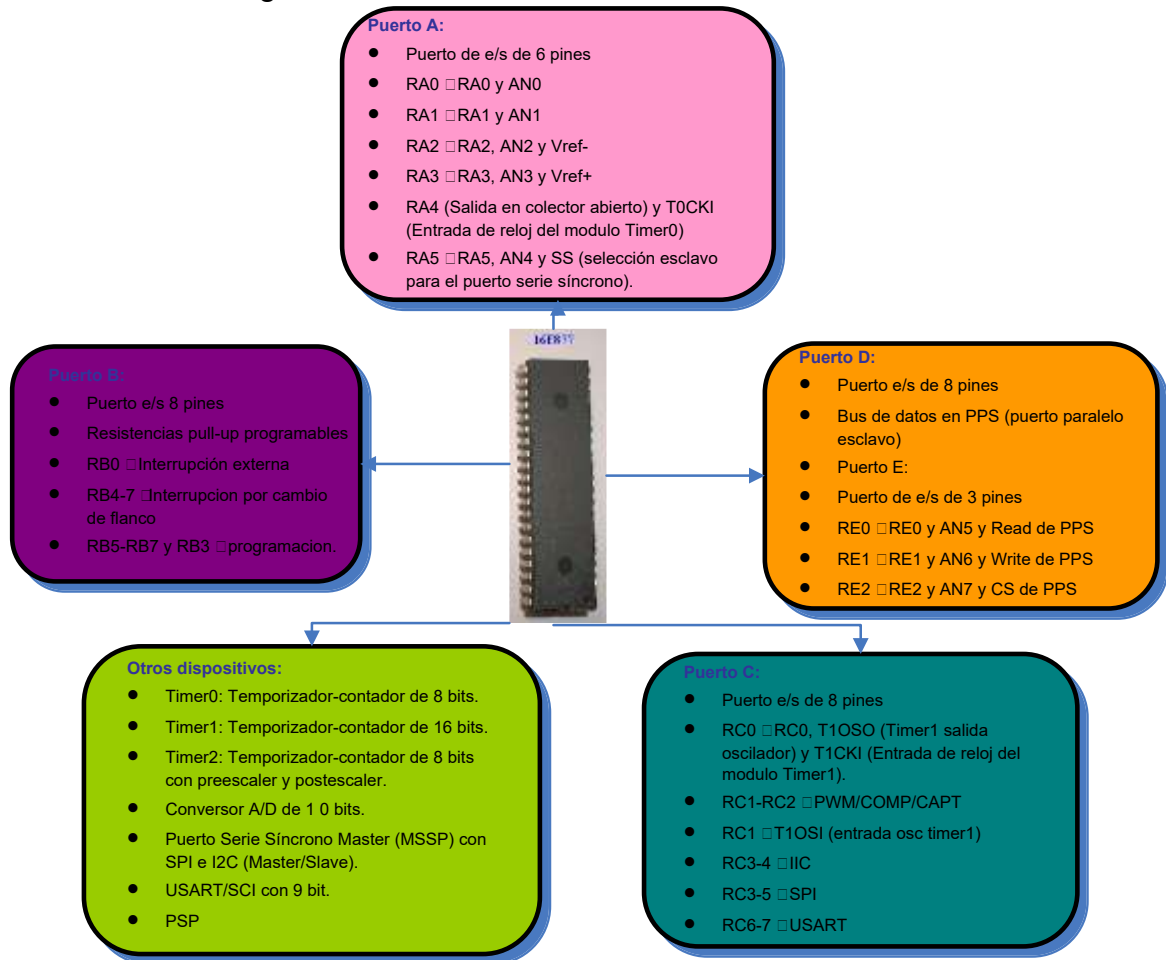 Puerto A:
● Puerto de e/s de 6 pines
● RA0 □RA0 y AN0
● RA1 □RA1 y AN1
● RA2 □RA2, AN2 y Vref-
● RA3 □RA3, AN3 y Vref+
● RA4 (Salida en colector abierto) y T0CKI
(Entrada de reloj del modulo Timer0)
● RA5 □RA5, AN4 y SS (selección esclavo
para el puerto serie síncrono).
16F877
Puerto B:
● Puerto e/s 8 pines
● Resistencias pull-up programables
● RB0 □Interrupción externa
● RB4-7 □Interrupcion por cambio
de flanco
● RB5-RB7 y RB3 □programacion.
Puerto D:
● Puerto e/s de 8 pines
● Bus de datos en PPS (puerto paralelo
esclavo)
● Puerto E:
● Puerto de e/s de 3 pines
● RE0 □RE0 y AN5 y Read de PPS
● RE1 □RE1 y AN6 y Write de PPS
● RE2 □RE2 y AN7 y CS de PPS
Otros dispositivos:
● Timer0: Temporizador-contador de 8 bits.
● Timer1: Temporizador-contador de 16 bits.
● Timer2: Temporizador-contador de 8 bits
con preescaler y postescaler.
● Conversor A/D de 1 0 bits.
● Puerto Serie Síncrono Master (MSSP) con
SPI e I2C (Master/Slave).
● USART/SCI con 9 bit.
● PSP
Puerto C:
● Puerto e/s de 8 pines
● RC0 □RC0, T1OSO (Timer1 salida
oscilador) y T1CKI (Entrada de reloj del
modulo Timer1).
● RC1-RC2 □PWM/COMP/CAPT
● RC1 □T1OSI (entrada osc timer1)
● RC3-4 □IIC
● RC3-5 □SPI
● RC6-7 □USART